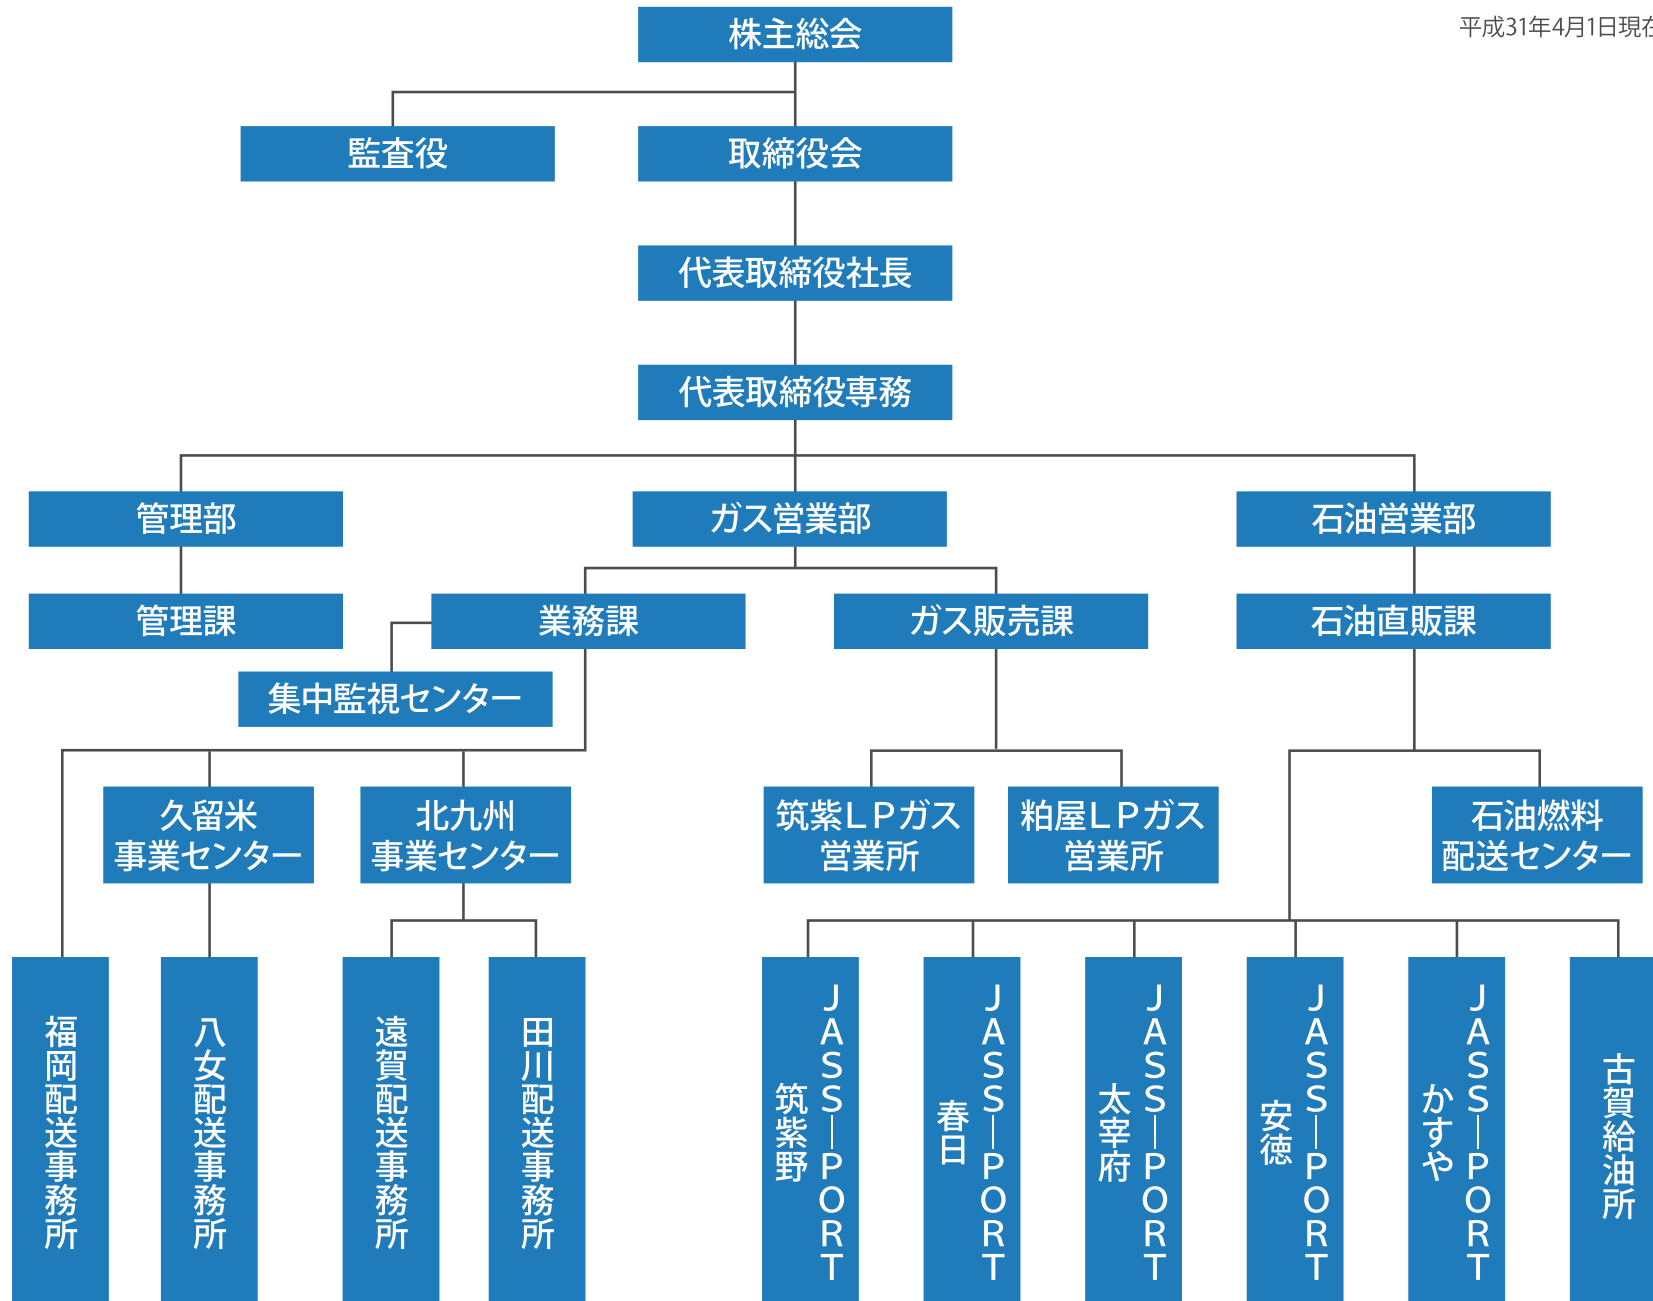 平成31年4月1日現在
株主総会
監査役
取締役会
代表取締役社長
代表取締役専務
管理部
ガス営業部
石油営業部
管理課
業務課
ガス販売課
石油直販課
集中監視センター
久留米
事業センター
北九州
事業センター
筑紫ＬＰガス
営業所
粕屋ＬＰガス
営業所
石油燃料
配送センター
福岡配送事務所
八女配送事務所
遠賀配送事務所
田川配送事務所
ＪＡＳＳ―ＰＯＲＴ
筑紫野
ＪＡＳＳ―ＰＯＲＴ
春日
ＪＡＳＳ―ＰＯＲＴ
太宰府
ＪＡＳＳ―ＰＯＲＴ
安徳
ＪＡＳＳ―ＰＯＲＴ
かすや
古賀給油所